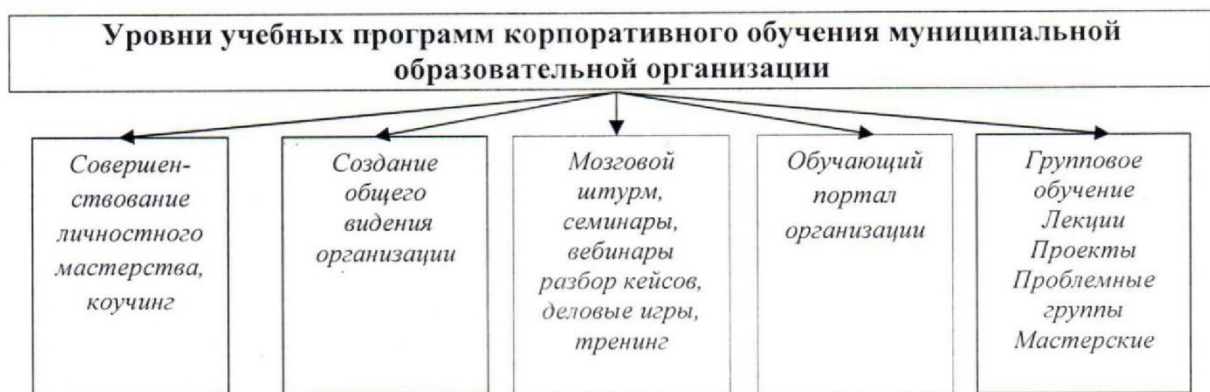 Уровни учебных программ корпоративного обучения муниципальной
образовательной организации
Совершен-
ствование
личностного
мастерства,
коучинг
Создание
общего
видения
организации
Мозговой
штурм,
семинары,
вебинары
разбор кейсов,
деловые игры,
тренинг
Обучающий
портал
организации
Групповое
обучение
Лекции
Проекты
Проблемные
группы
Мастерские